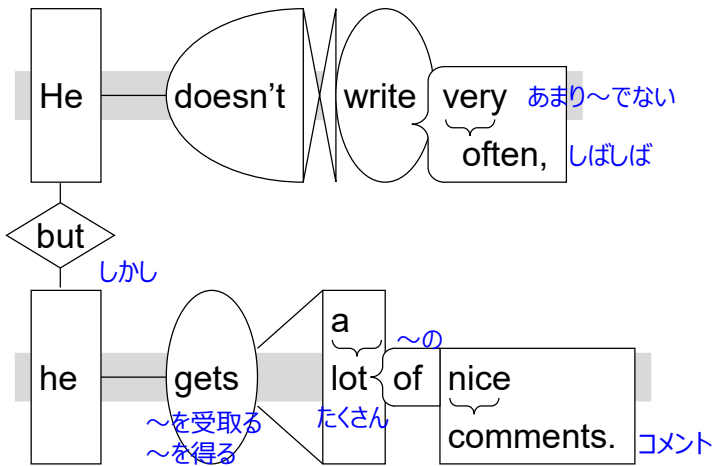 He doesn't write very あまり～でない
often, しばしば
but
しかし
a
～の
he gets lot of nice
～を受取る たくさん
comments. コメント
～を得る